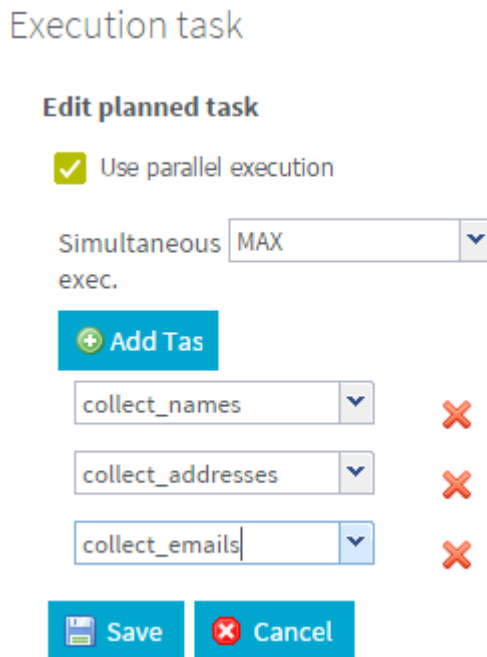 Execution task
Edit planned task
Use parallel execution
Simultaneous exec.
MAX
Add Tas
collect_names
collect_addresses
collect_emails
Save
Cancel